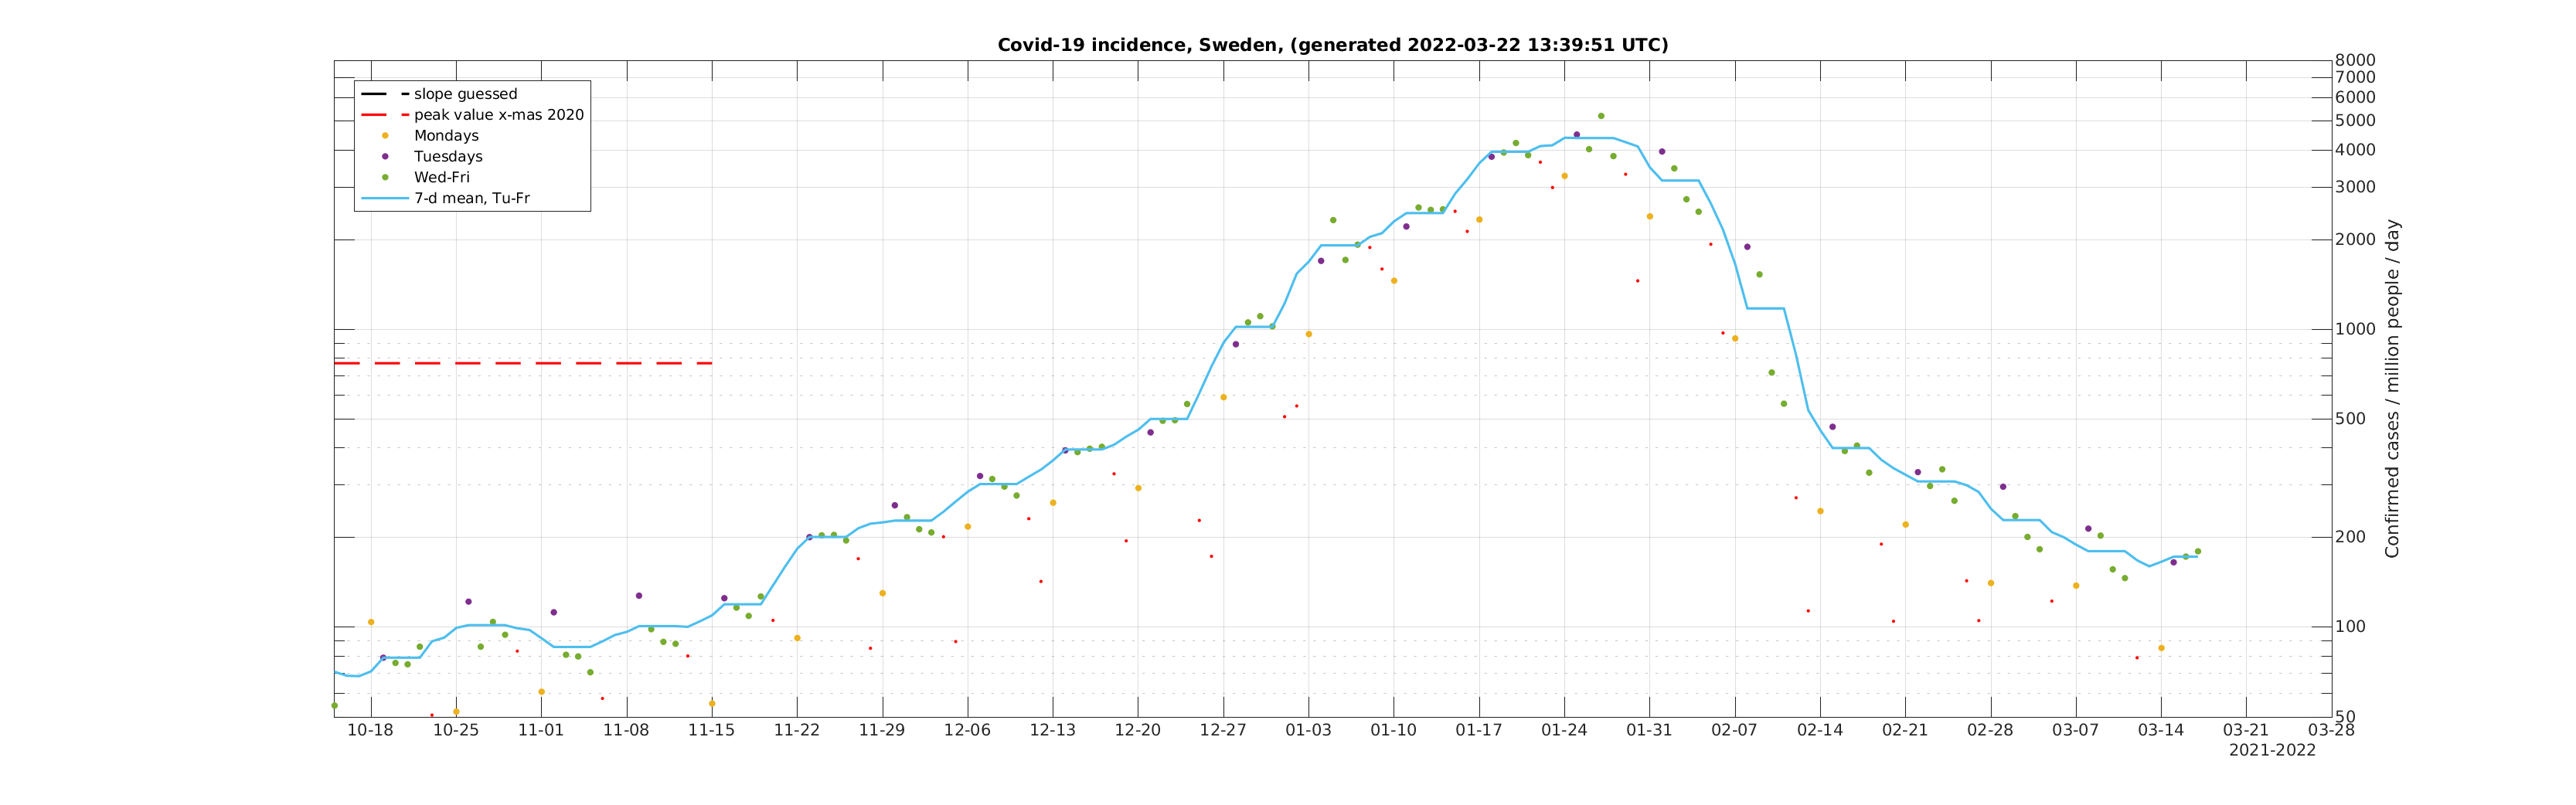 Covid-19 incidence, Sweden, (generated 2022-03-22 13:39:51 UTC)
slope guessed
peak value x-mas 2020
Mondays
Tuesdays
Wed-Fri
7-d mean, Tu-Fr
8000
7000
6000
5000
4000
3000
2000
1000
500
200
100
50
Confirmed cases / million people / day
10-18 10-25 11-01 11-08 11-15 11-22 11-29 12-06 12-13 12-20 12-27 01-03 01-10 01-17 01-24 01-31 02-07 02-14 02-21 02-28 03-07 03-14 03-21 03-28
2021-2022